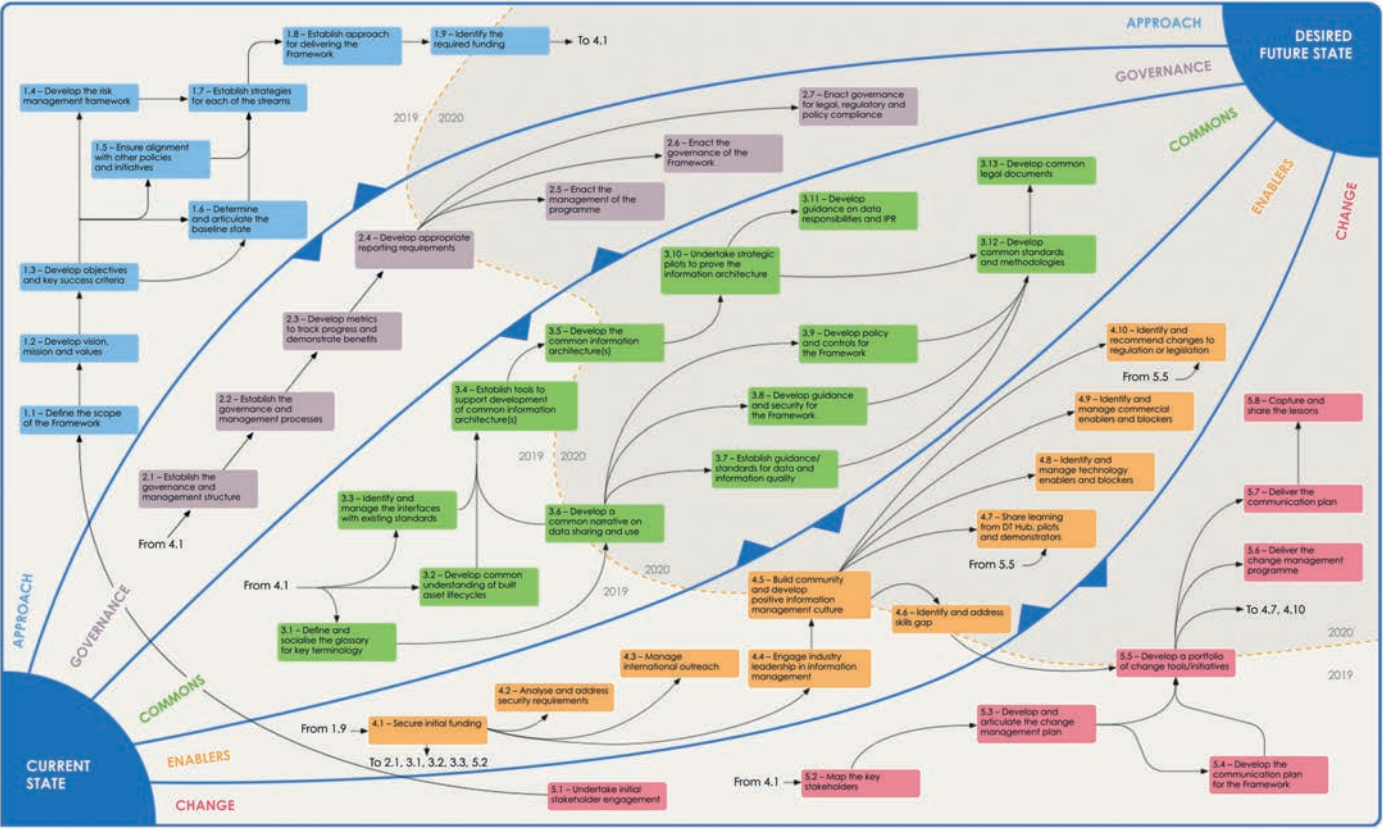 APPROACH
DESIRED
FUTURE STATE
GOVERNANCE
COMMONS
ENABLERS
CHANGE
1.8 – Establish approach
for delivering the
Framework
1.9 – Identify the
required funding
To 4.1
1.4 – Develop the risk
management framework
1.7 – Establish strategies
for each of the streams
2019
2020
1.5 – Ensure alignment
with other policies
and initiatives
1.6 – Determine
and articulate the
baseline state
1.3 – Develop objectives
and key success criteria
1.2 – Develop vision,
mission and values
1.1 – Define the scope
of the Framework
2.7 – Enact governance
for legal, regulatory and
policy compliance
2.6 – Enact the
governance of the
Framework
2.5 – Enact the
management of the
programme
2.4 – Develop appropriate
reporting requirements
2.3 – Develop metrics
to track progress and
demonstrate benefits
2.2 – Establish the
governance and
management processes
2.1 – Establish the
governance and
management structure
From 4.1
3.13 – Develop common
legal documents
3.11 – Develop
guidance on data
responsibilities and IPR
3.12 – Develop
common standards
and methodologies
3.10 – Undertake strategic
pilots to prove the
information architecture
3.5 – Develop the
common information
architecture(s)
3.9 – Develop policy
and controls for
the Framework
3.4 – Establish tools to
support development
of common information
architecture(s)
3.8 – Develop guidance
and security for
the Framework
2019
2020
3.7 – Establish guidance/
standards for data and
information quality
3.3 – Identify and
manage the interfaces
with existing standards
3.6 – Develop a
common narrative on
data sharing and use
From 4.1
3.2 – Develop common
understanding of built
asset lifecycles
3.1 – Define and
socialise the glossary
for key terminology
2020
2019
4.10 – Identify and
recommend changes to
regulation or legislation
From 5.5
4.9 – Identify and
manage commercial
enablers and blockers
4.8 – Identify and
manage technology
enablers and blockers
4.7 – Share learning
from DT Hub, pilots
and demonstrators
From 5.5
4.5 – Build community
and develop
positive information
management culture
4.6 – Identify and address
skills gap
4.3 – Manage
international outreach
4.4 – Engage industry
leadership in information
management
4.2 – Analyse and address
security requirements
From 1.9
4.1 – Secure initial funding
To 2.1, 3.1, 3.2, 3.3, 5.2
5.8 – Capture and
share the lessons
5.7 – Deliver the
communication plan
5.6 – Deliver the
change management
programme
To 4.7, 4.10
2020
2019
5.5 – Develop a portfolio
of change tools/initiatives
5.3 – Develop and
articulate the change
management plan
5.4 – Develop the
communication plan
for the Framework
From 4.1
5.2 – Map the key
stakeholders
5.1 – Undertake initial
stakeholder engagement
APPROACH
GOVERNANCE
COMMONS
ENABLERS
CHANGE
CURRENT
STATE